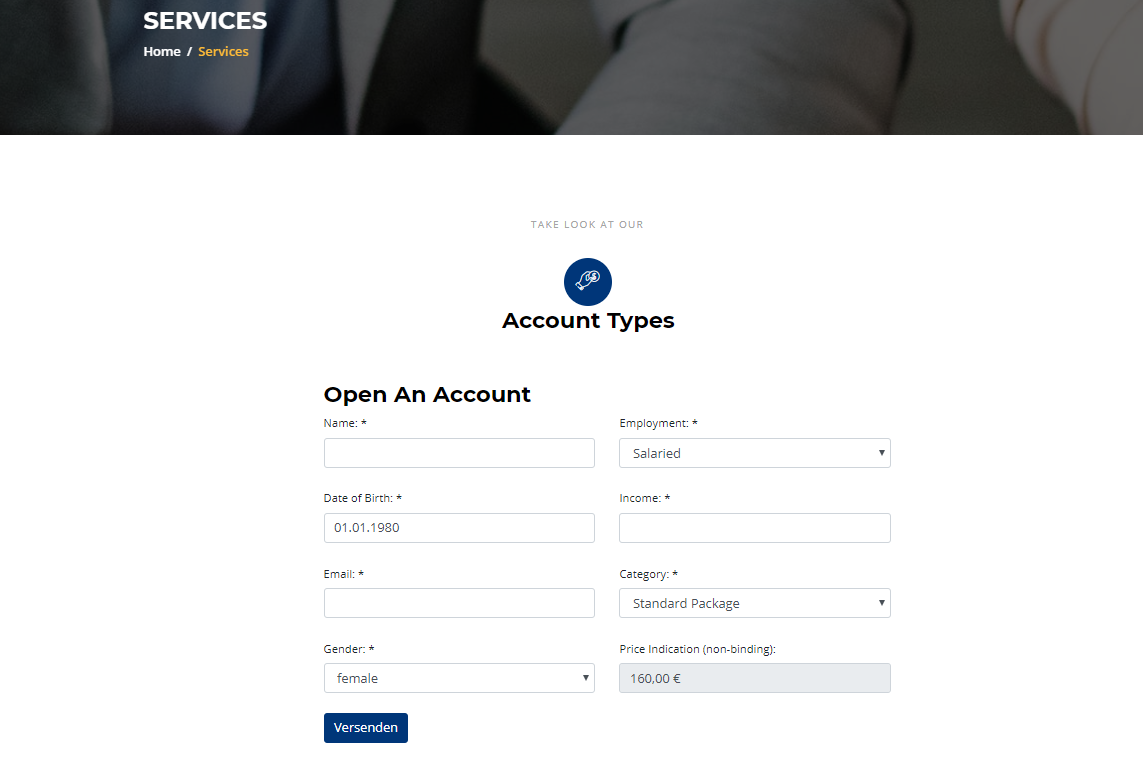 SERVICES
Home / Services
TAKE LOOK AT OUR
Account Types
Open An Account
Name: *
Employment: *
Salaried
Date of Birth: *
Income: *
01.01.1980
Email: *
Category: *
Standard Package
Gender: *
Price Indication (non-binding):
female
160,00 €
Versenden